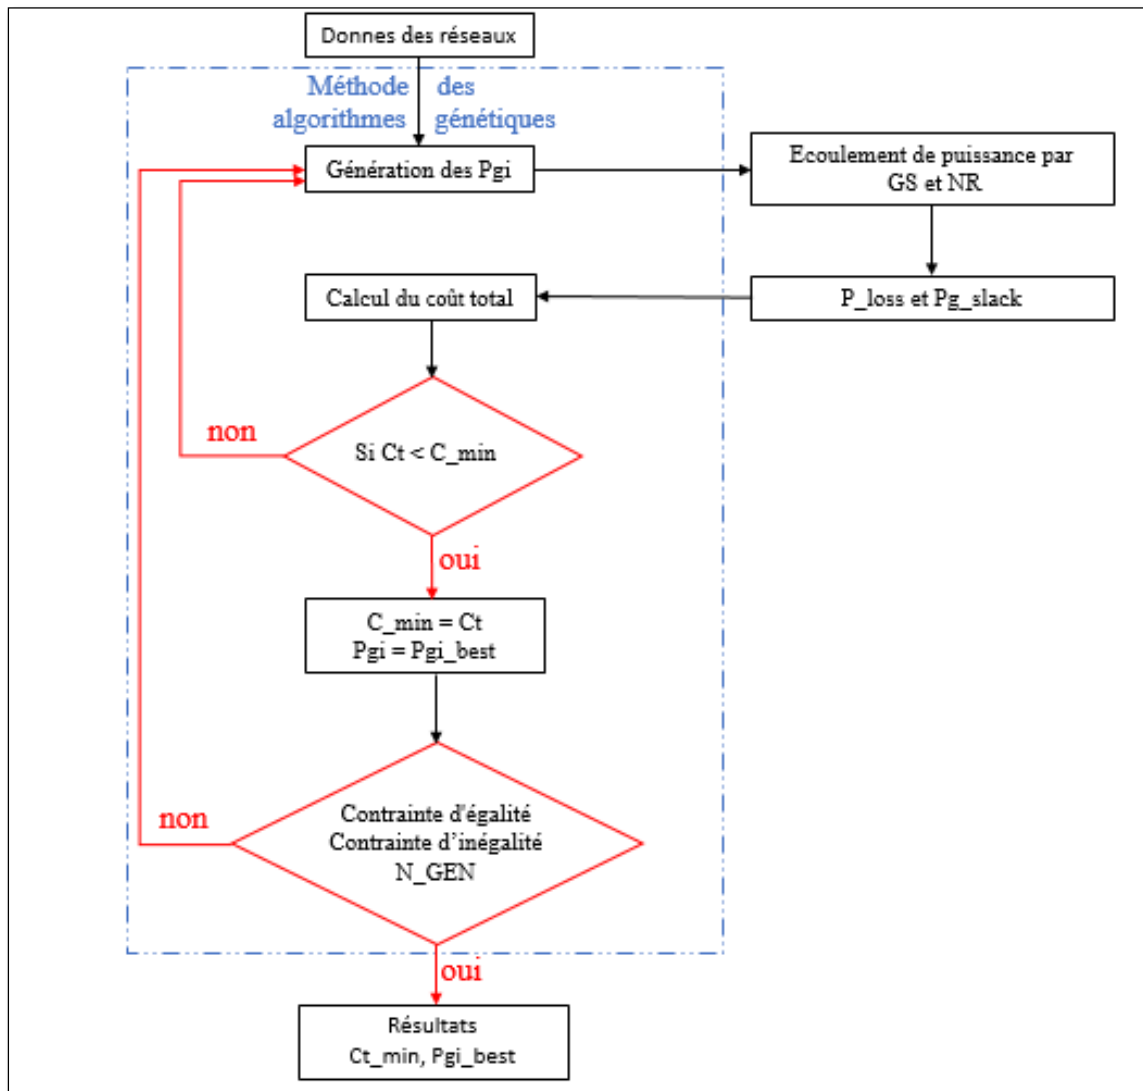 Donnes des réseaux
Méthode des
algorithmes génétiques
Génération des Pgi
Ecoulement de puissance par
GS et NR
P_loss et Pg_slack
Calcul du coût total
Si Ct < C_min
non
oui
C_min = Ct
Pgi = Pgi_best
Contrainte d'égalité
Contrainte d’inégalité
N_GEN
non
oui
Résultats
Ct_min, Pgi_best